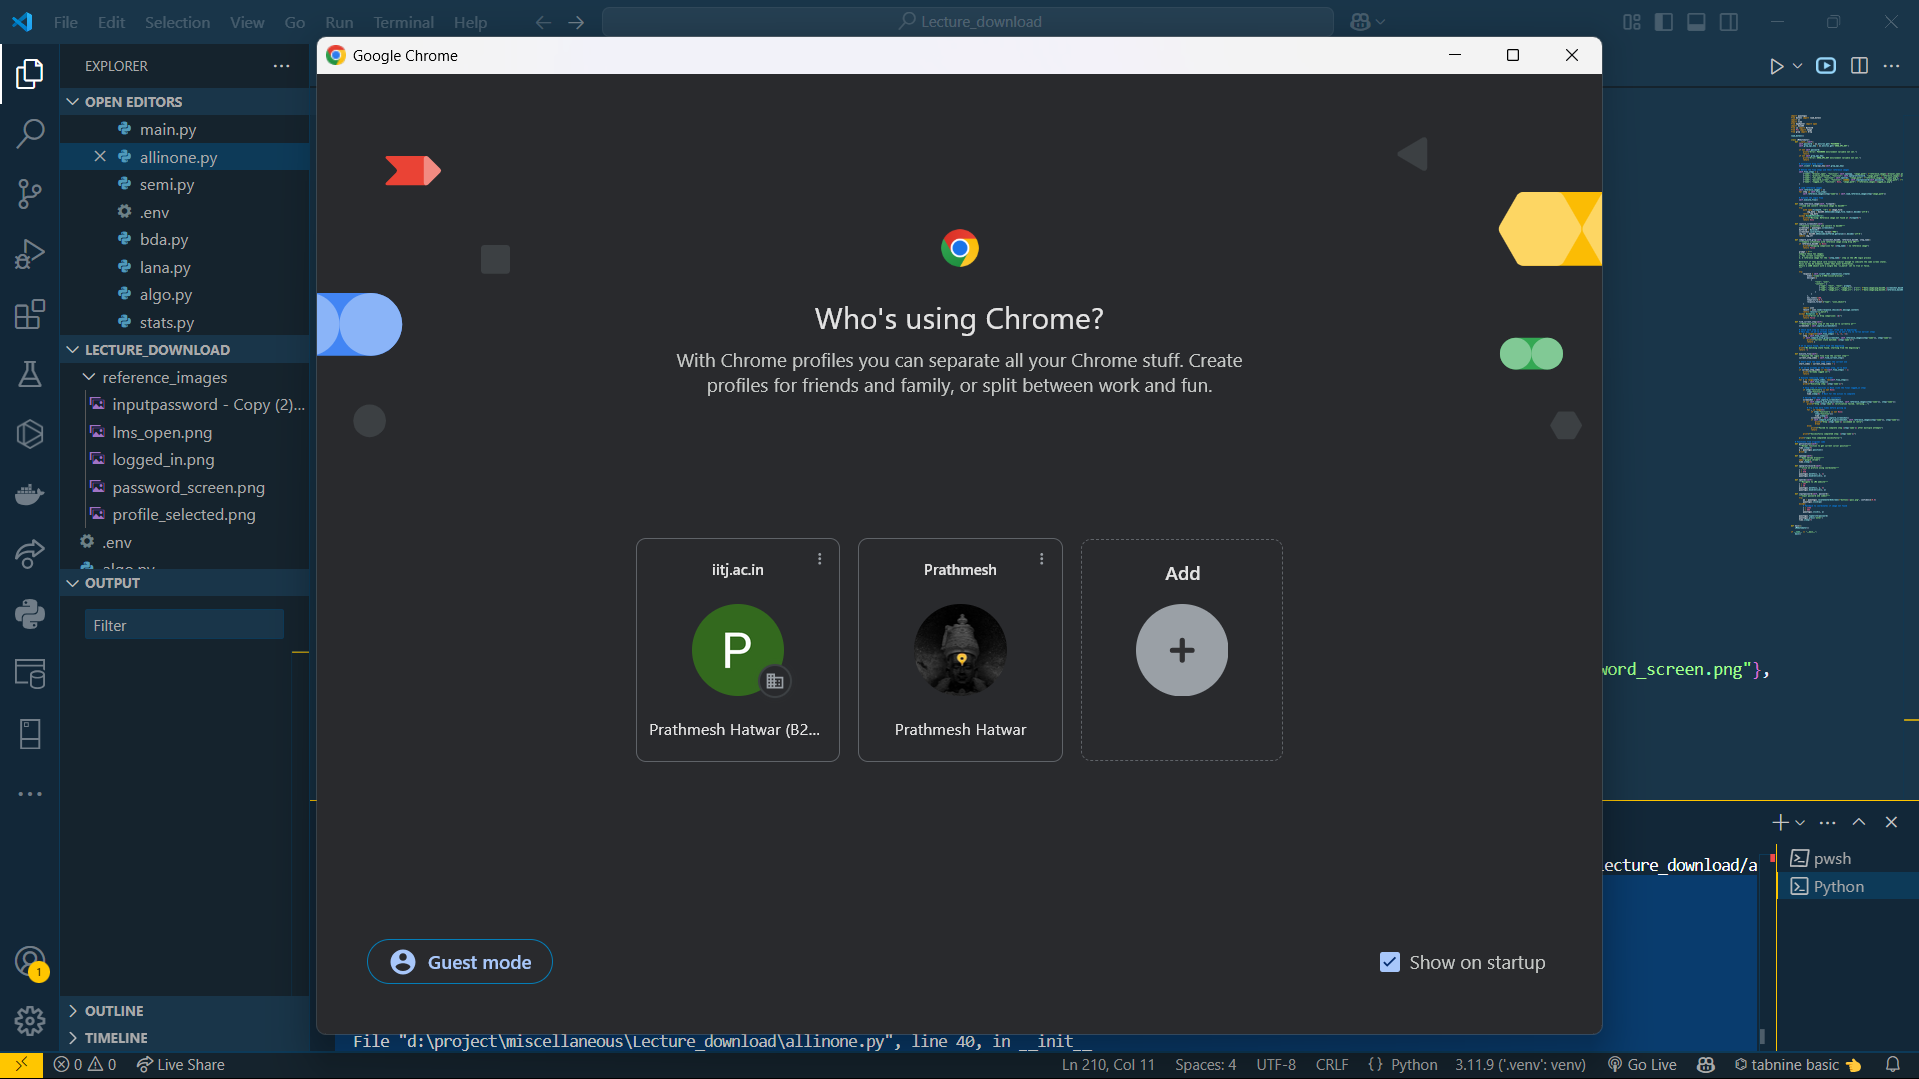 File Edit Selection View Go Run Terminal Help
Lecture_download
EXPLORER
OPEN EDITORS
main.py
allinone.py
semi.py
.env
bda.py
lana.py
algo.py
stats.py
LECTURE_DOWNLOAD
reference_images
inputpassword - Copy (2)...
lms_open.png
logged_in.png
password_screen.png
profile_selected.png
.env
algo.py
OUTPUT
Filter
OUTLINE
TIMELINE
Google Chrome
Who's using Chrome?
With Chrome profiles you can separate all your Chrome stuff. Create
profiles for friends and family, or split between work and fun.
iitj.ac.in
P
Prathmesh Hatwar (B2...
Prathmesh
Prathmesh Hatwar
Add
Guest mode
Show on startup
word_screen.png"},
ecture_download/a
pwsh
Python
File "d:\project\miscellaneous\Lecture_download\allinone.py", line 40, in __init__
1
0 0 Live Share
Ln 210, Col 11 Spaces: 4 UTF-8 CRLF {} Python 3.11.9 ('.venv': venv) Go Live tabnine basic